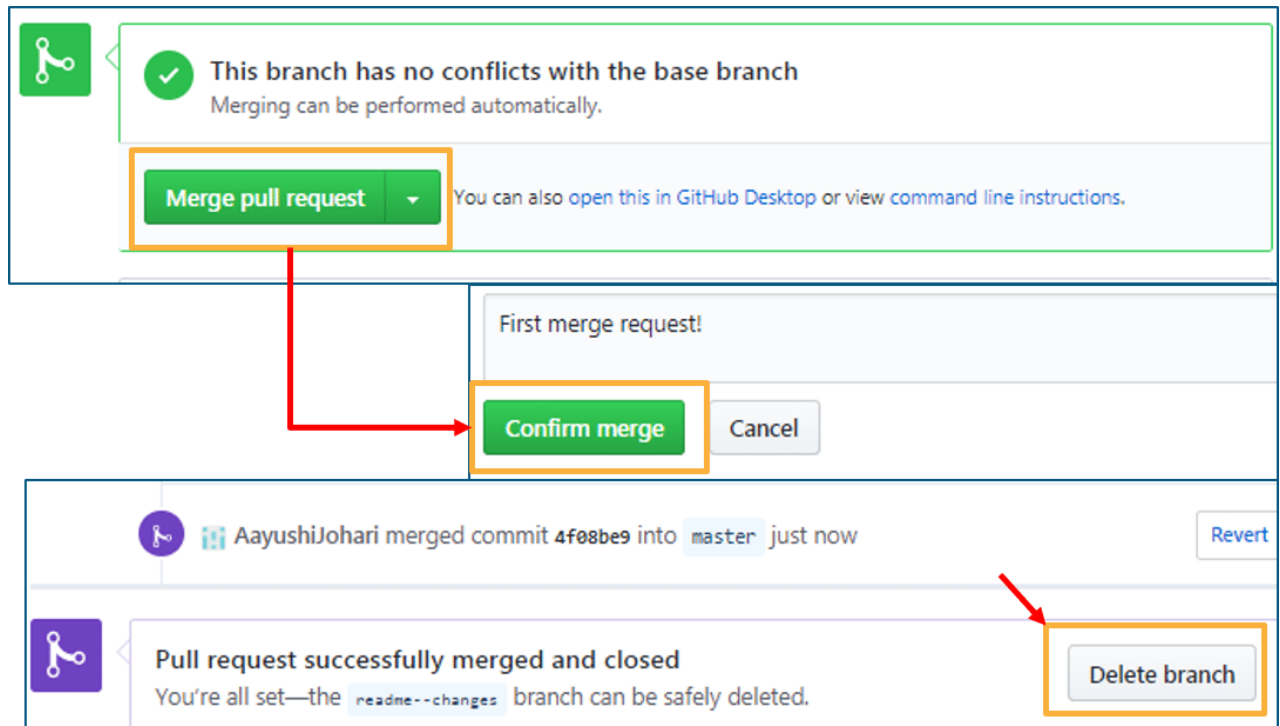 This branch has no conflicts with the base branch
Merging can be performed automatically.
Merge pull request You can also open this in GitHub Desktop or view command line instructions.
First merge request!
Confirm merge Cancel
AayushiJohari merged commit 4f08be9 into master just now Revert
Pull request successfully merged and closed
You're all set—the readme--changes branch can be safely deleted.
Delete branch